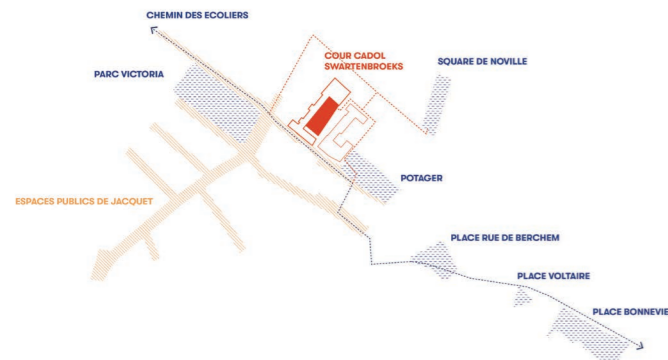 CHEMIN DES ECOLIERS
COUR CADOL
SWARTENBROEKS
SQUARE DE NOVILLE
PARC VICTORIA
POTAGER
ESPACES PUBLICS DE JACQUET
PLACE RUE DE BERCHEM
PLACE VOLTAIRE
PLACE BONNEVIE